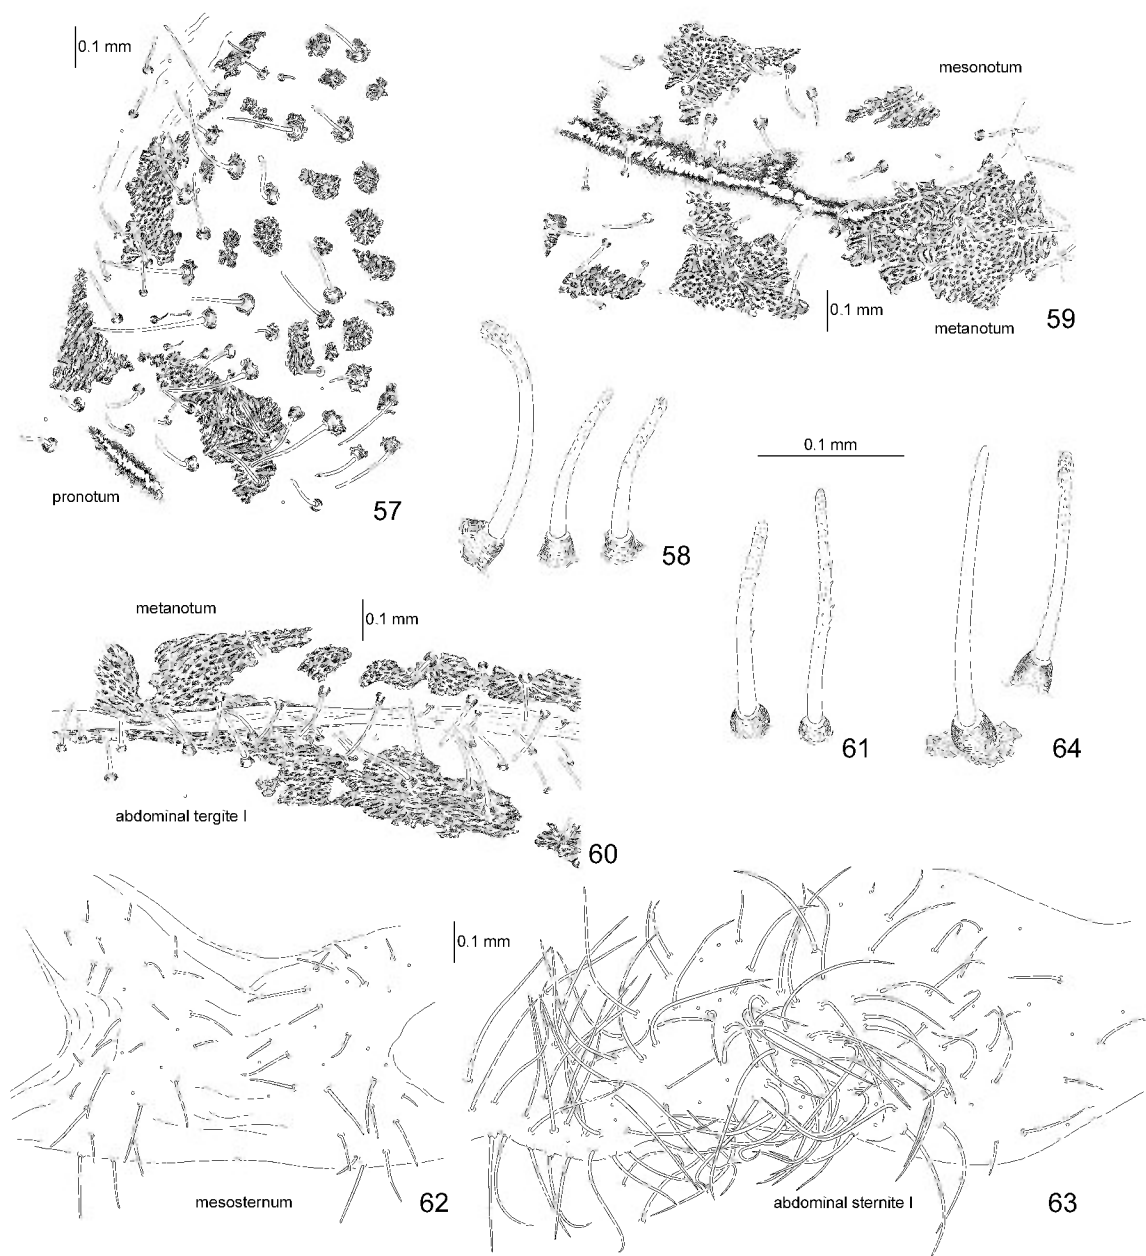 0.1 mm
mesonotum
0.1 mm
metanotum
59
pronotum
57
58
0.1 mm
61
64
metanotum
0.1 mm
abdominal tergite I
60
0.1 mm
mesosternum
62
abdominal sternite I
63